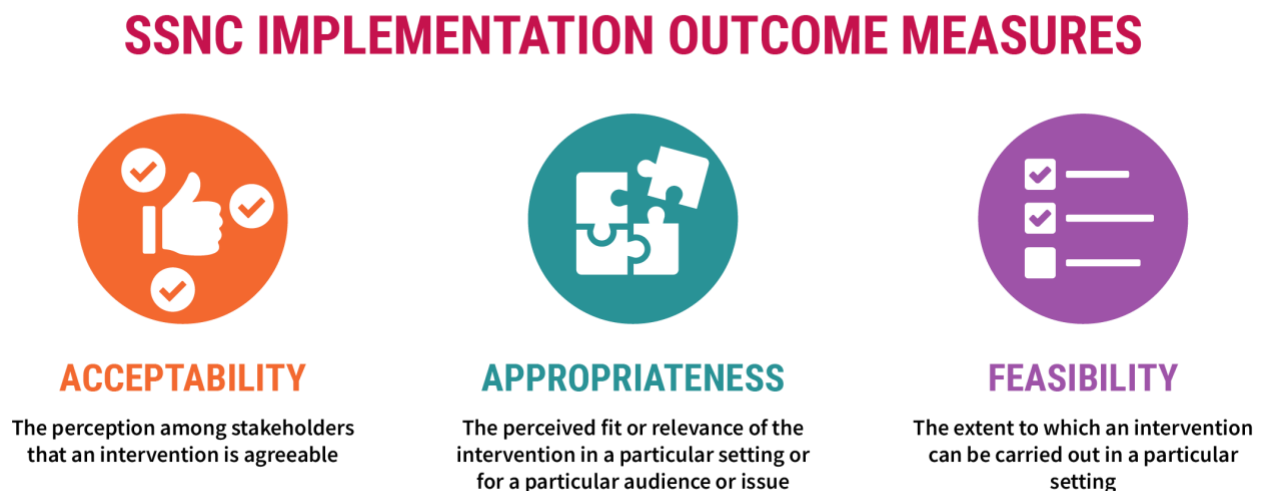 SSNC IMPLEMENTATION OUTCOME MEASURES
ACCEPTABILITY
The perception among stakeholders
that an intervention is agreeable
APPROPRIATENESS
The perceived fit or relevance of the
intervention in a particular setting or
for a particular audience or issue
FEASIBILITY
The extent to which an intervention
can be carried out in a particular
setting